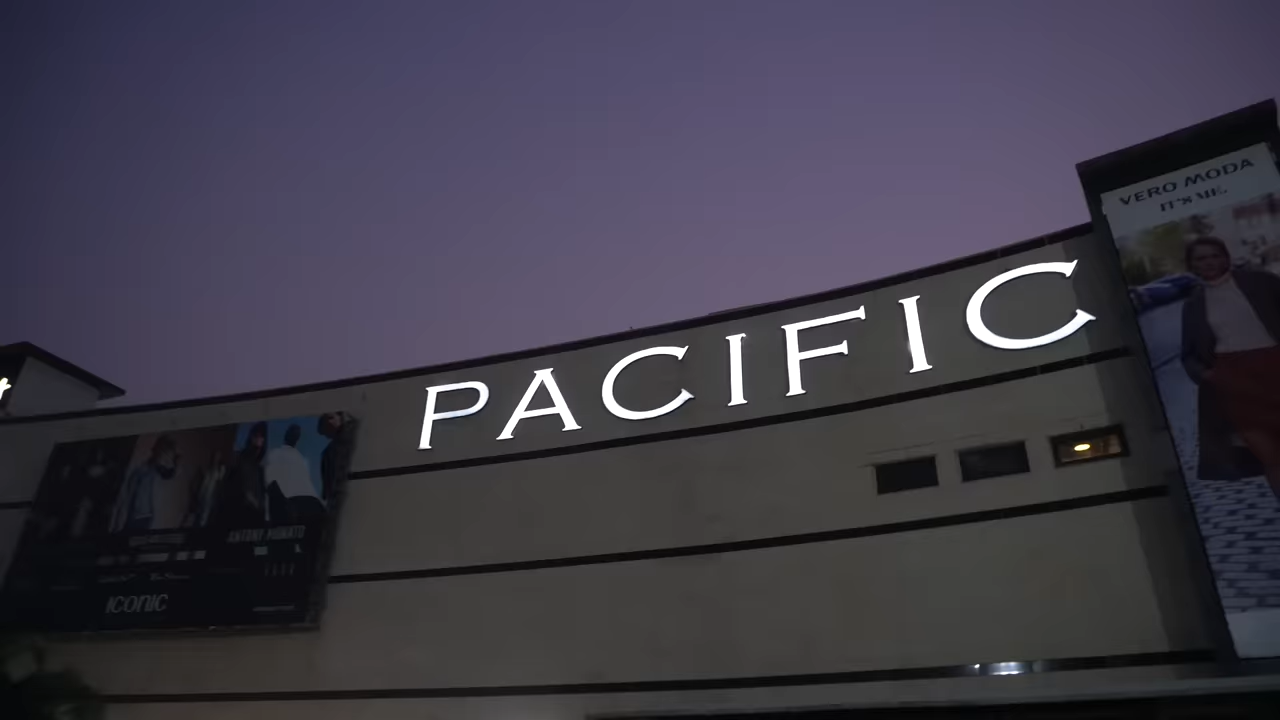 PACIFIC
VERO MODA
IT'S ME.
ANTONY MORATO
ICONIC